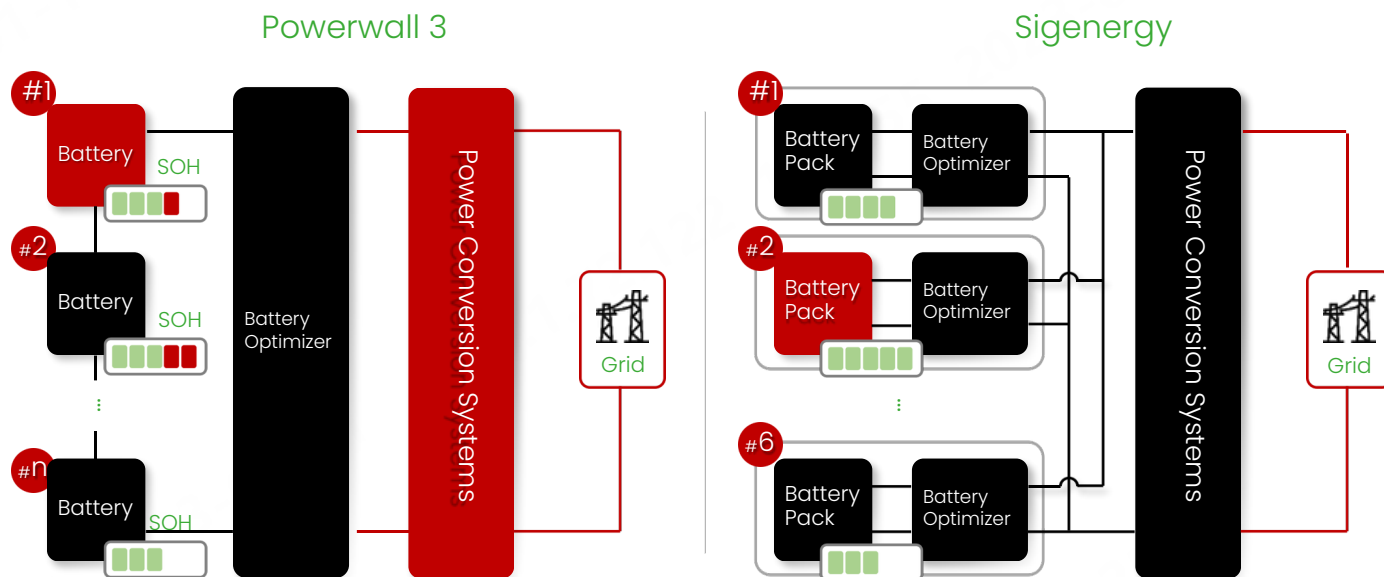 Powerwall 3
#1
Battery
SOH
#2
Battery
SOH
#n
Battery
SOH
Battery
Optimizer
Power Conversion Systems
Grid
Sigenergy
#1
Battery
Pack
Battery
Optimizer
#2
Battery
Pack
Battery
Optimizer
#6
Battery
Pack
Battery
Optimizer
Power Conversion Systems
Grid